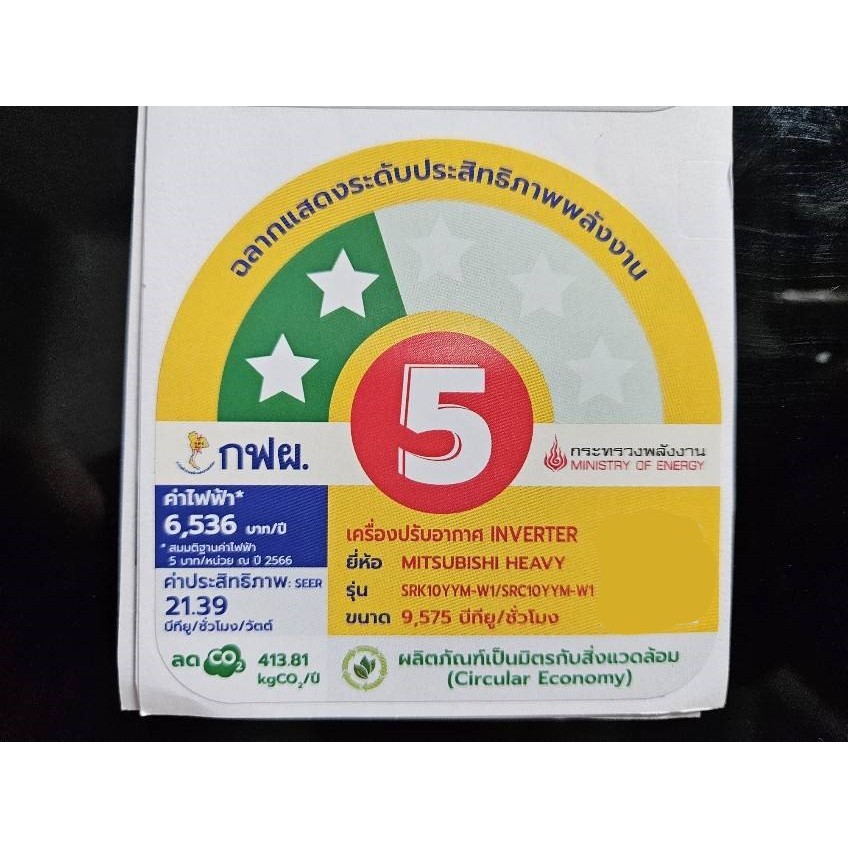 ฉลากแสดงระดับประสิทธิภาพพลังงาน
5
กฟผ.
กระทรวงพลังงาน
MINISTRY OF ENERGY
ค่าไฟฟ้า*
6,536 บาท/ปี
* สมมติฐานค่าไฟฟ้า
5 บาท/หน่วย ณ ปี 2566
ค่าประสิทธิภาพ: SEER
21.39
บีทียู/ชั่วโมง/วัตต์
เครื่องปรับอากาศ INVERTER
ยี่ห้อ MITSUBISHI HEAVY
รุ่น SRK10YYM-W1/SRC10YYM-W1
ขนาด 9,575 บีทียู/ชั่วโมง
ลด CO2 413.81
kgCO2/ปี
ผลิตภัณฑ์เป็นมิตรกับสิ่งแวดล้อม
(Circular Economy)